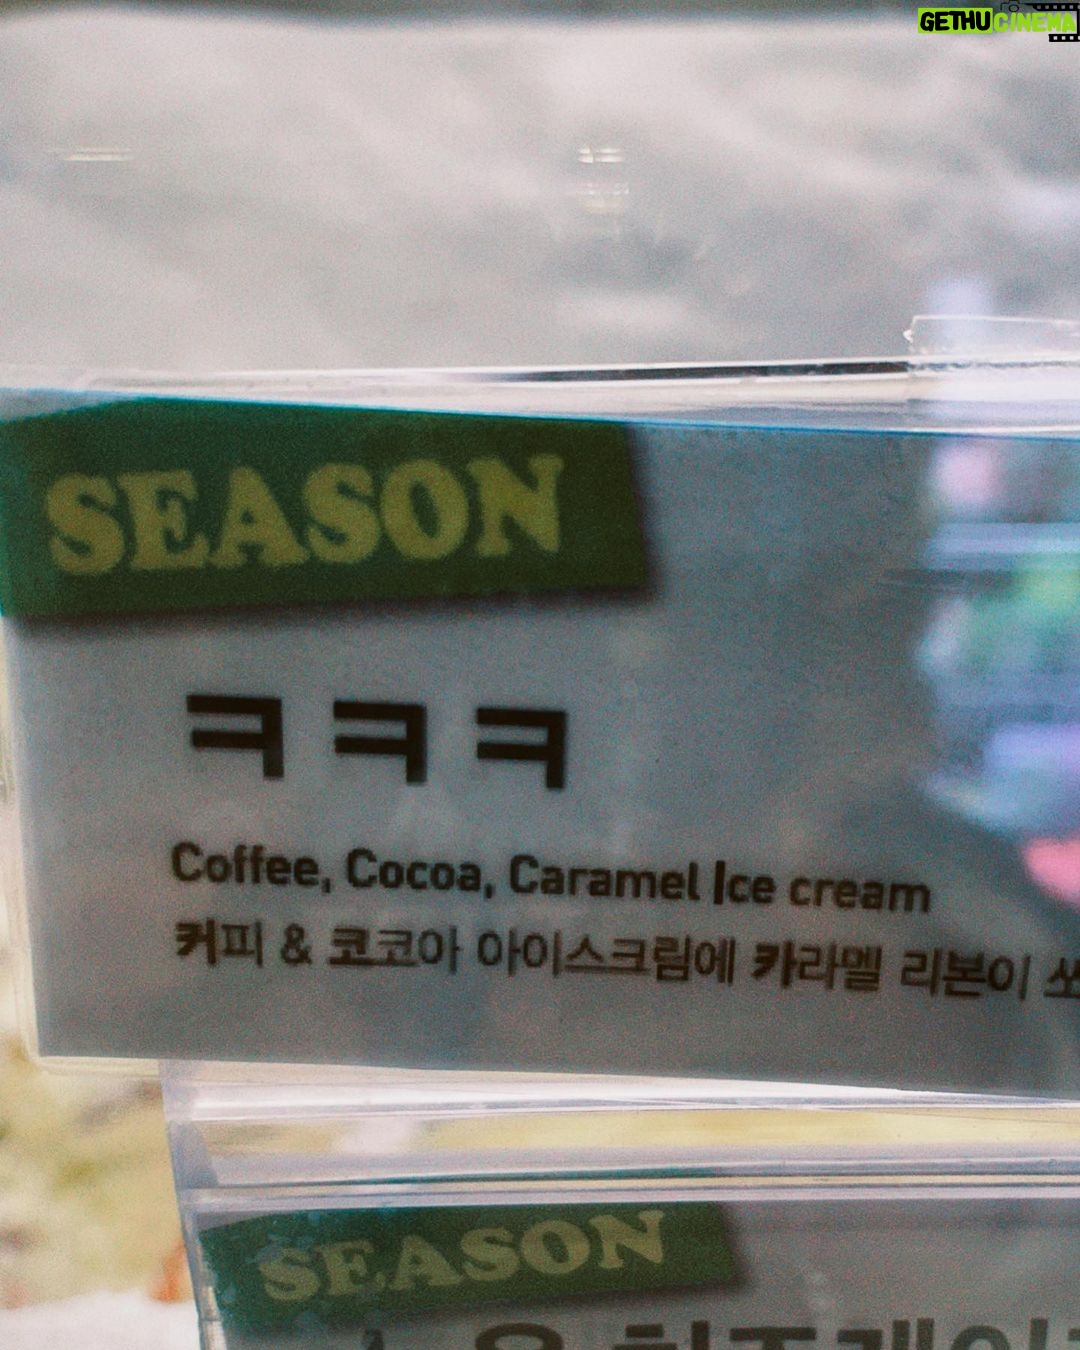 GETHUCINEMA
SEASON
ㅋㅋㅋ
Coffee, Cocoa, Caramel Ice cream
커피 & 코코아 아이스크림에 카라멜 리본이
SEASON